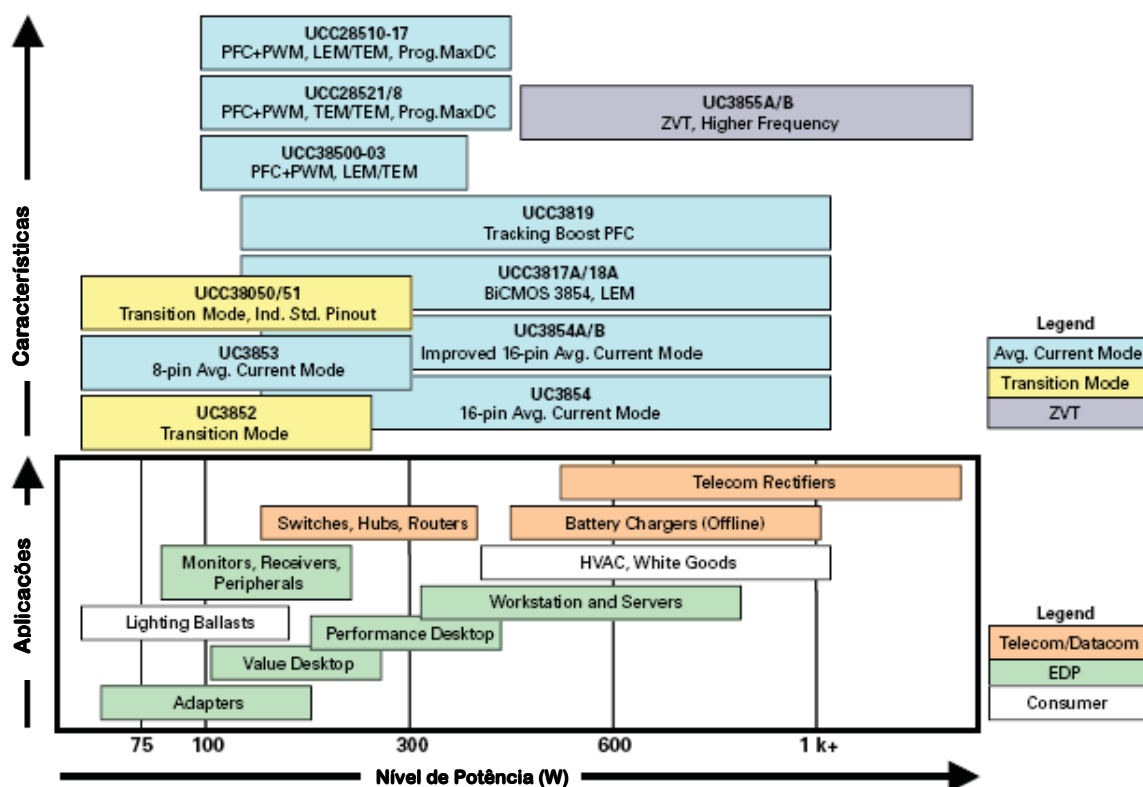 UCC28510-17
PFC+PWM, LEM/TEM, Prog.MaxDC
UCC28521/8
PFC+PWM, TEM/TEM, Prog.MaxDC
UC3855A/B
ZVT, Higher Frequency
UCC38500-03
PFC+PWM, LEM/TEM
UCC3819
Tracking Boost PFC
UCC3817A/18A
BiCMOS 3854, LEM
UCC38050/51
Transition Mode, Ind. Std. Pinout
UC3854A/B
Improved 16-pin Avg. Current Mode
UC3853
8-pin Avg. Current Mode
UC3854
16-pin Avg. Current Mode
UC3852
Transition Mode
Características
Legend
Avg. Current Mode
Transition Mode
ZVT
Telecom Rectifiers
Switches, Hubs, Routers
Battery Chargers (Offline)
Monitors, Receivers,
Peripherals
HVAC, White Goods
Workstation and Servers
Lighting Ballasts
Performance Desktop
Value Desktop
Adapters
Aplicacões
Legend
Telecom/Datacom
EDP
Consumer
75
100
300
600
1 k+
Nível de Potência (W)